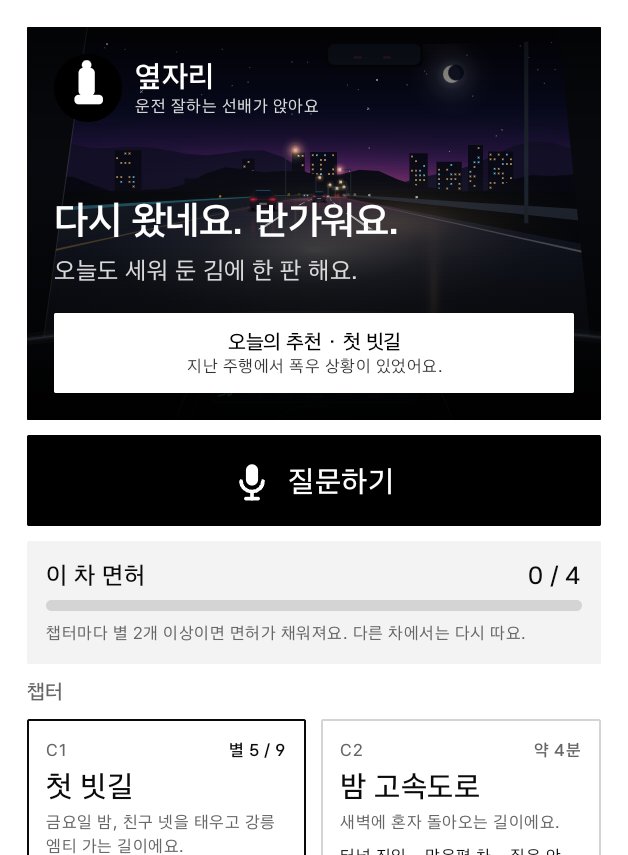 옆자리
운전 잘하는 선배가 앉아요
다시 왔네요. 반가워요.
오늘도 세워 둔 김에 한 판 해요.
오늘의 추천 · 첫 빗길
지난 주행에서 폭우 상황이 있었어요.
질문하기
이 차 면허 0 / 4
챕터마다 별 2개 이상이면 면허가 채워져요. 다른 차에서는 다시 따요.
챕터
C1 별 5 / 9
첫 빗길
금요일 밤, 친구 넷을 태우고 강릉
엠티 가는 길이에요.
C2 약 4분
밤 고속도로
새벽에 혼자 돌아오는 길이에요.